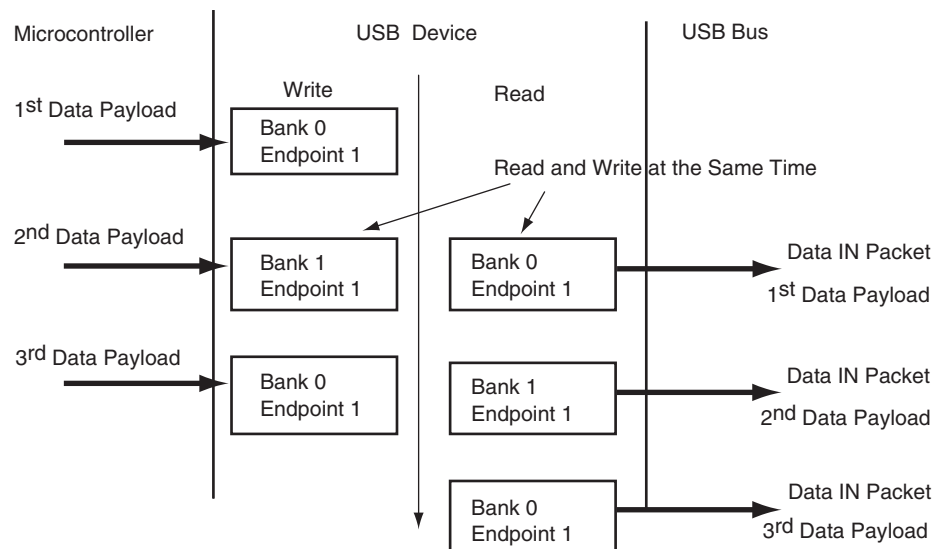 Microcontroller
USB Device
USB Bus
Write
Read
1st Data Payload
Bank 0
Endpoint 1
Read and Write at the Same Time
2nd Data Payload
Bank 1
Endpoint 1
Bank 0
Endpoint 1
Data IN Packet
1st Data Payload
3rd Data Payload
Bank 0
Endpoint 1
Bank 1
Endpoint 1
Data IN Packet
2nd Data Payload
Bank 0
Endpoint 1
Data IN Packet
3rd Data Payload